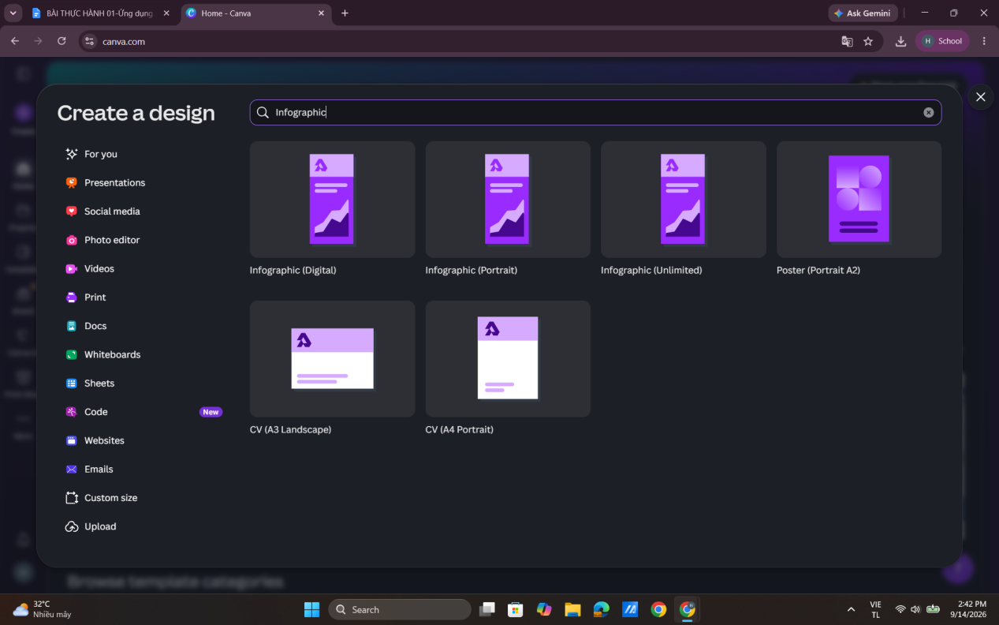 BÀI THỰC HÀNH 01-Ứng dụng
Home - Canva
Ask Gemini
canva.com
School
H
Create a design
Infographic
For you
Presentations
Social media
Photo editor
Videos
Print
Docs
Whiteboards
Sheets
Code
New
Websites
Emails
Custom size
Upload
Infographic (Digital)
Infographic (Portrait)
Infographic (Unlimited)
Poster (Portrait A2)
CV (A3 Landscape)
CV (A4 Portrait)
Browse template categories
32°C
Nhiều mây
Search
VIE
TL
2:42 PM
9/14/2026